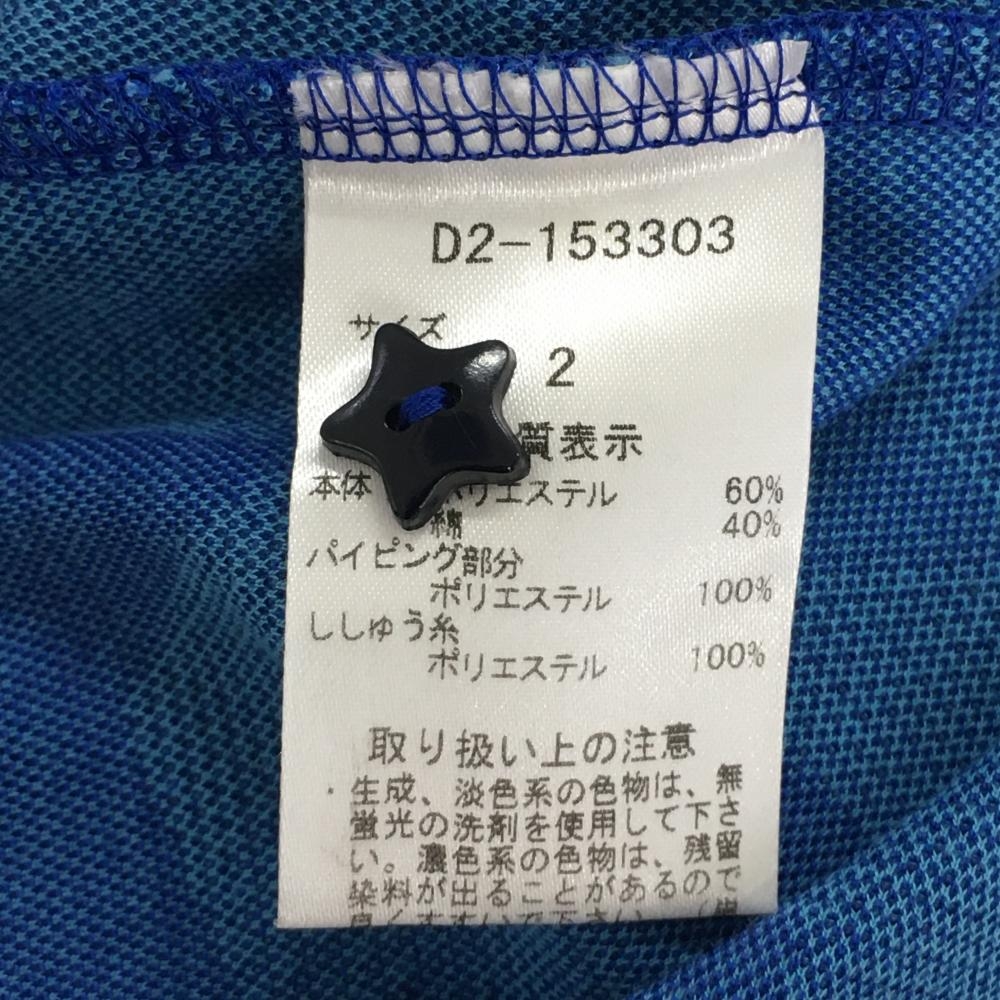 D2-153303
サイズ
2
質表示
本体 ポリエステル 60%
綿 40%
パイピング部分
ポリエステル 100%
ししゅう糸
ポリエステル 100%
取り扱い上の注意
・生成、淡色系の色物は、無
蛍光の洗剤を使用して下さ
い。濃色系の色物は、残留
染料が出ることがあるので